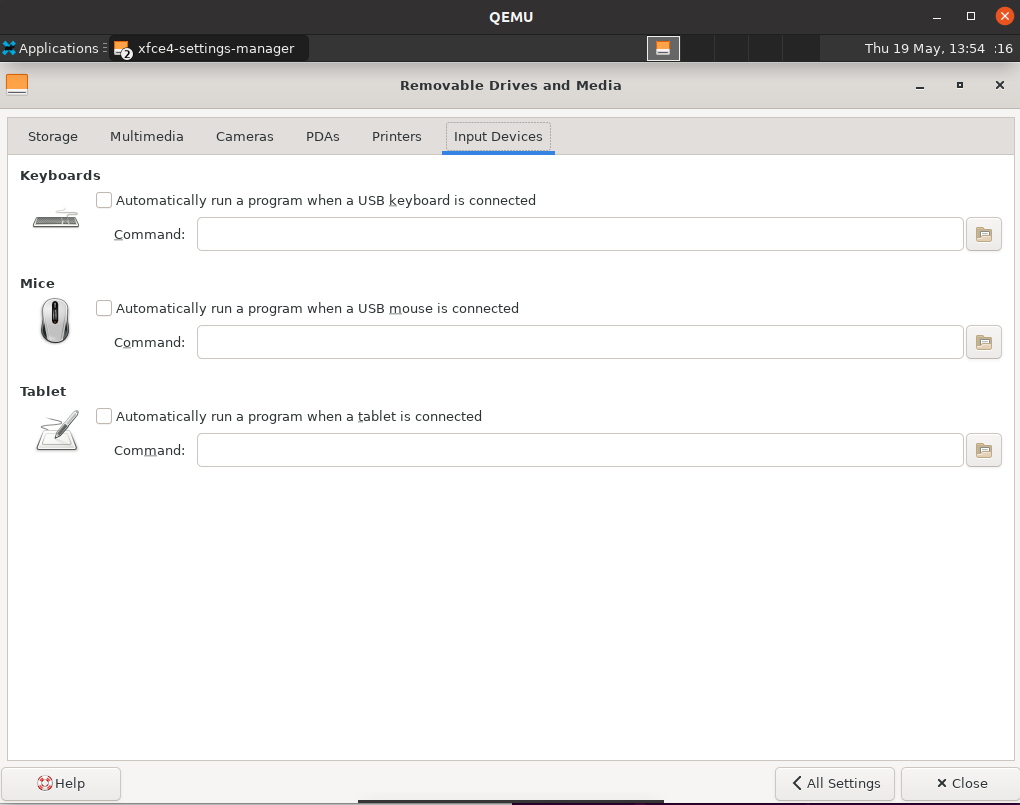 QEMU
Applications
2
xfce4-settings-manager
Thu 19 May, 13:54 :16
Removable Drives and Media
Storage Multimedia Cameras PDAs Printers Input Devices
Keyboards
Automatically run a program when a USB keyboard is connected
Command:
Mice
Automatically run a program when a USB mouse is connected
Command:
Tablet
Automatically run a program when a tablet is connected
Command:
Help All Settings Close